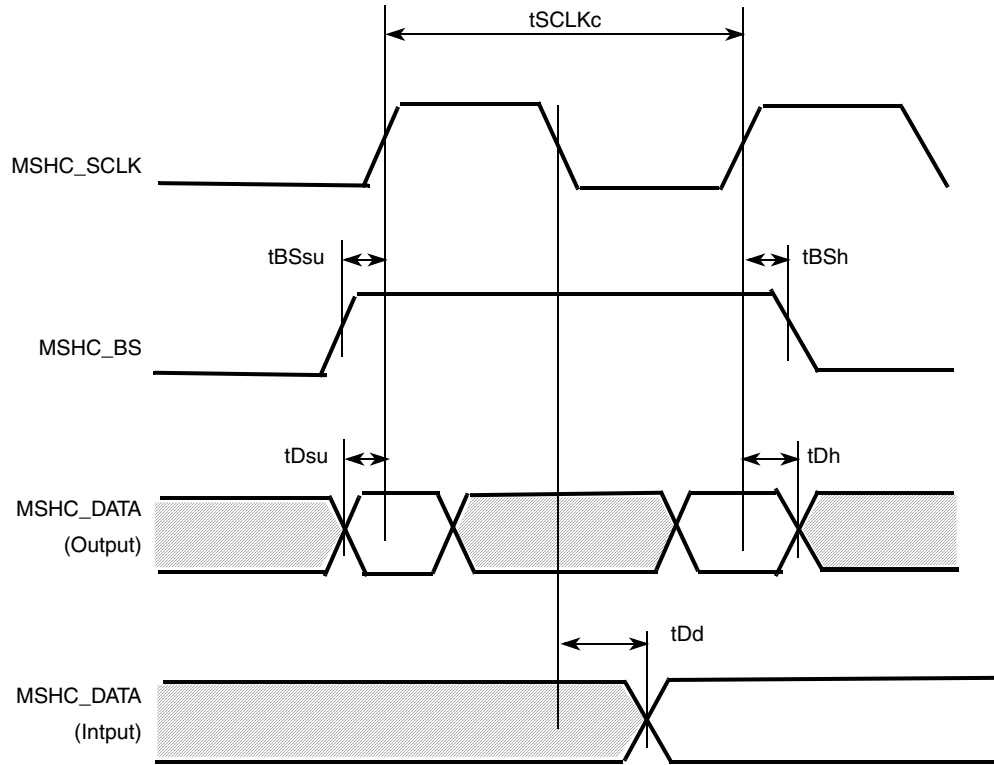 tSCLKc
MSHC_SCLK
tBSsu
tBSh
MSHC_BS
tDsu
tDh
MSHC_DATA
(Output)
tDd
MSHC_DATA
(Intput)